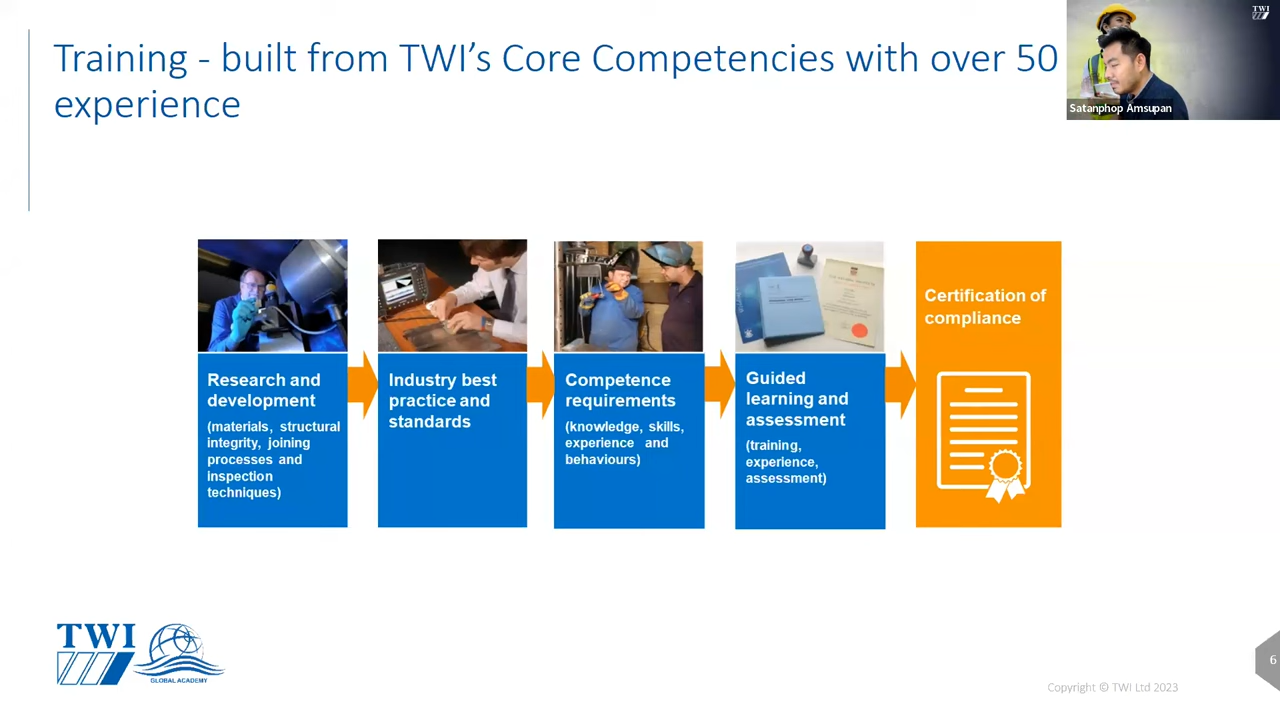 Training - built from TWI’s Core Competencies with over 50
experience
TWI
Satanphop Amsupan
Research and
development
(materials, structural
integrity, joining
processes and
inspection
techniques)
Industry best
practice and
standards
Competence
requirements
(knowledge, skills,
experience and
behaviours)
Guided
learning and
assessment
(training,
experience,
assessment)
Certification of
compliance
TWI
GLOBAL ACADEMY
6
Copyright © TWI Ltd 2023